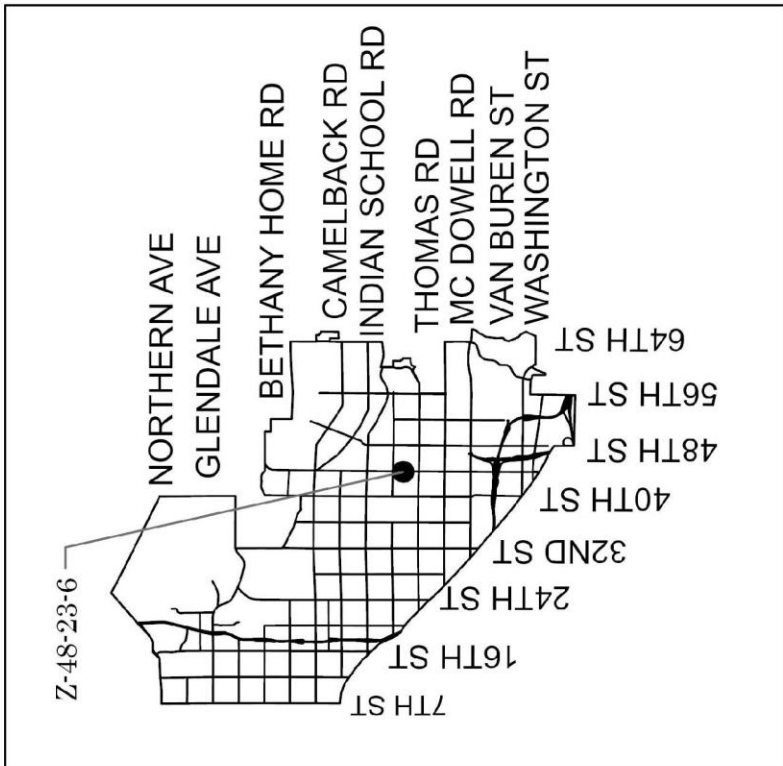 Z-48-23-6
NORTHERN AVE
GLENDALE AVE
BETHANY HOME RD
CAMELBACK RD
INDIAN SCHOOL RD
THOMAS RD
MC DOWELL RD
VAN BUREN ST
WASHINGTON ST
64TH ST
56TH ST
48TH ST
40TH ST
32ND ST
24TH ST
16TH ST
7TH ST